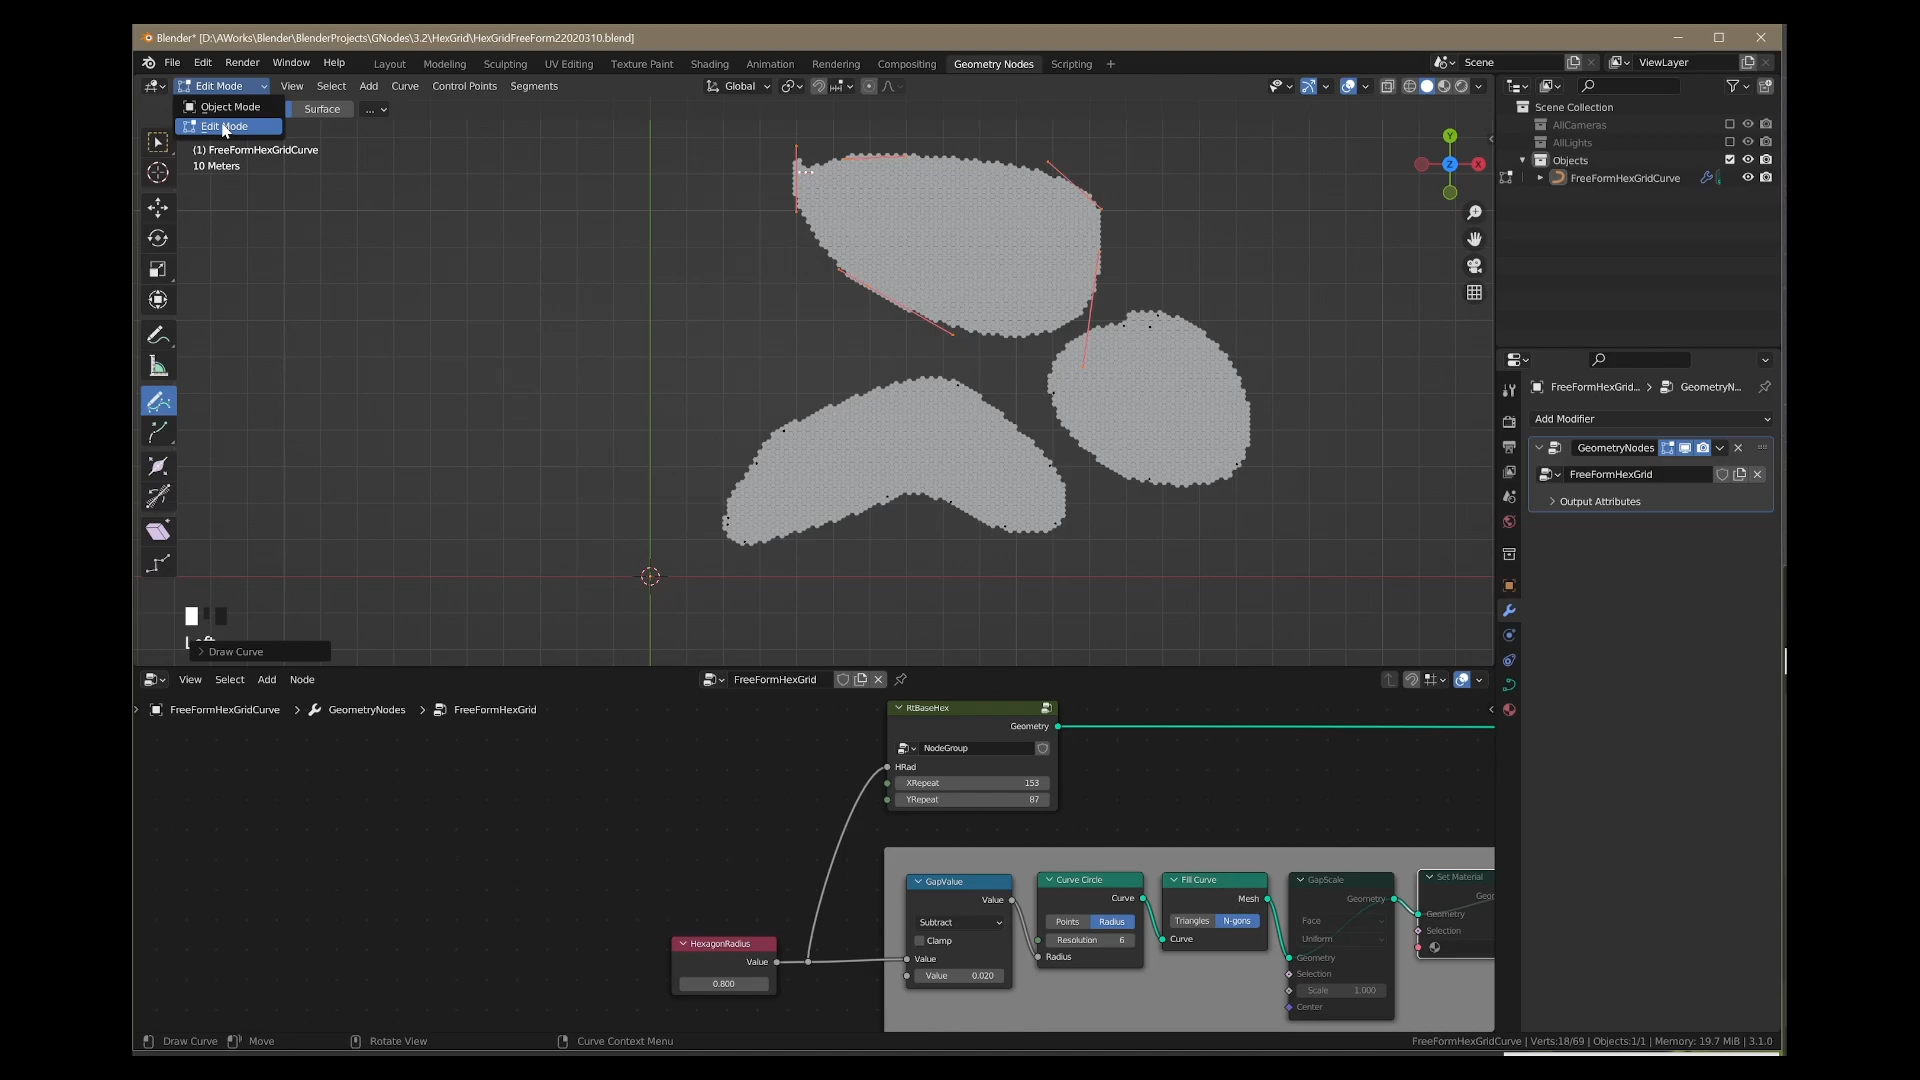 Blender* [D:\AWorks\Blender\BlenderProjects\GNodes\3.2\HexGrid\HexGridFreeForm22020310.blend]
File Edit Render Window Help Layout Modeling Sculpting UV Editing Texture Paint Shading Animation Rendering Compositing Geometry Nodes Scripting + Scene ViewLayer
Edit Mode View Select Add Curve Control Points Segments Global
Object Mode Surface ...
Edit Mode
(1) FreeFormHexGridCurve
10 Meters
Y
Z X
Scene Collection
AllCameras
AllLights
Objects
FreeFormHexGridCurve
FreeFormHexGrid... > GeometryN...
Add Modifier
GeometryNodes
FreeFormHexGrid
Output Attributes
Draw Curve
View Select Add Node FreeFormHexGrid
FreeFormHexGridCurve > GeometryNodes > FreeFormHexGrid
RtBaseHex
Geometry
NodeGroup
HRad
XRepeat 153
YRepeat 87
GapValue
Value
Subtract
Clamp
Value
Value 0.020
Curve Circle
Curve
Points Radius
Resolution 6
Radius
Fill Curve
Mesh
Triangles N-gons
Curve
GapScale
Geometry
Face
Uniform
Geometry
Selection
Scale 1.000
Center
Set Material
Geor
Geometry
Selection
HexagonRadius
Value
0.800
Draw Curve Move Rotate View Curve Context Menu FreeFormHexGridCurve | Verts:18/69 | Objects:1/1 | Memory: 19.7 MiB | 3.1.0